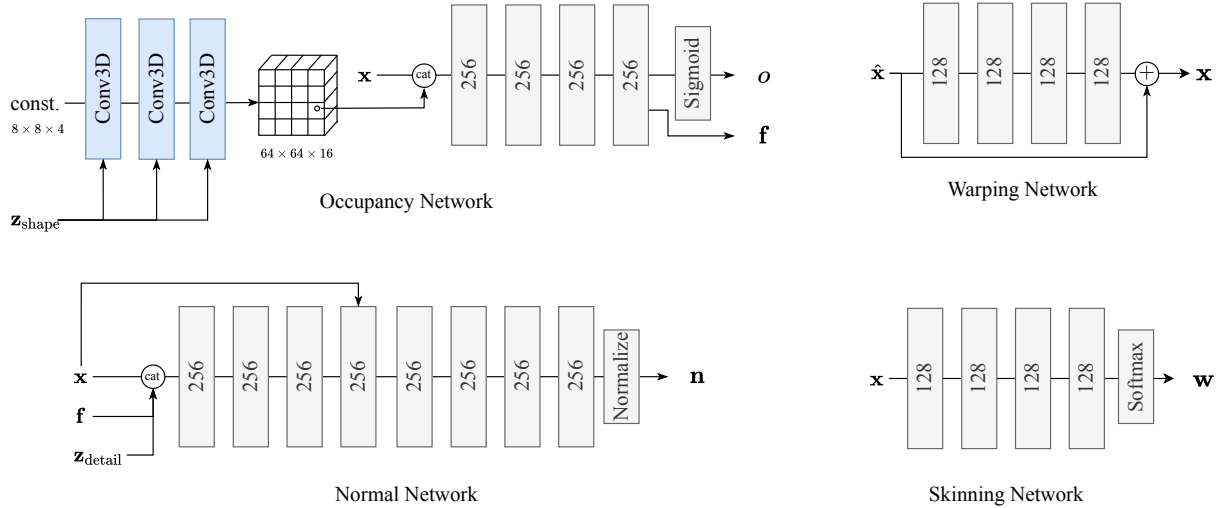 const.
8 × 8 × 4
Conv3D
Conv3D
Conv3D
z_shape
64 × 64 × 16
x
cat
256
256
256
256
Sigmoid
o
f
Occupancy Network
x̂
128
128
128
128
+
x
Warping Network
x
f
z_detail
cat
256
256
256
256
256
256
256
256
Normalize
n
Normal Network
x
128
128
128
128
Softmax
w
Skinning Network